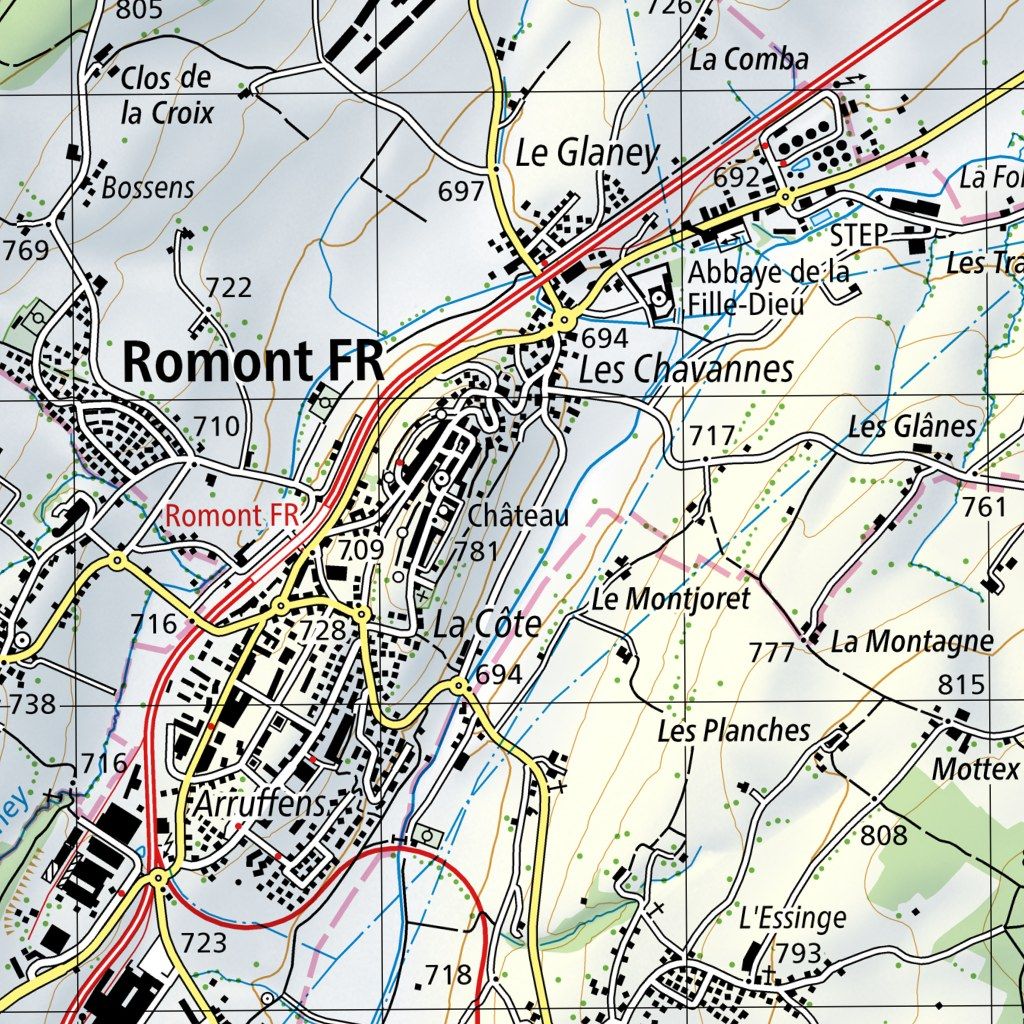 805
726
La Comba
Clos de
la Croix
Le Glaney
Bossens
697
692
La Fol
769
STEP
Les Tra
Abbaye de la
Fille-Dieu
722
694
Romont FR
Les Chavannes
710
717
Les Glânes
761
Romont FR
Château
709
781
Le Montjoret
716
728
La Côte
777
La Montagne
694
738
815
Les Planches
716
Mottex
Arruffens
ney
808
L'Essinge
723
793
718